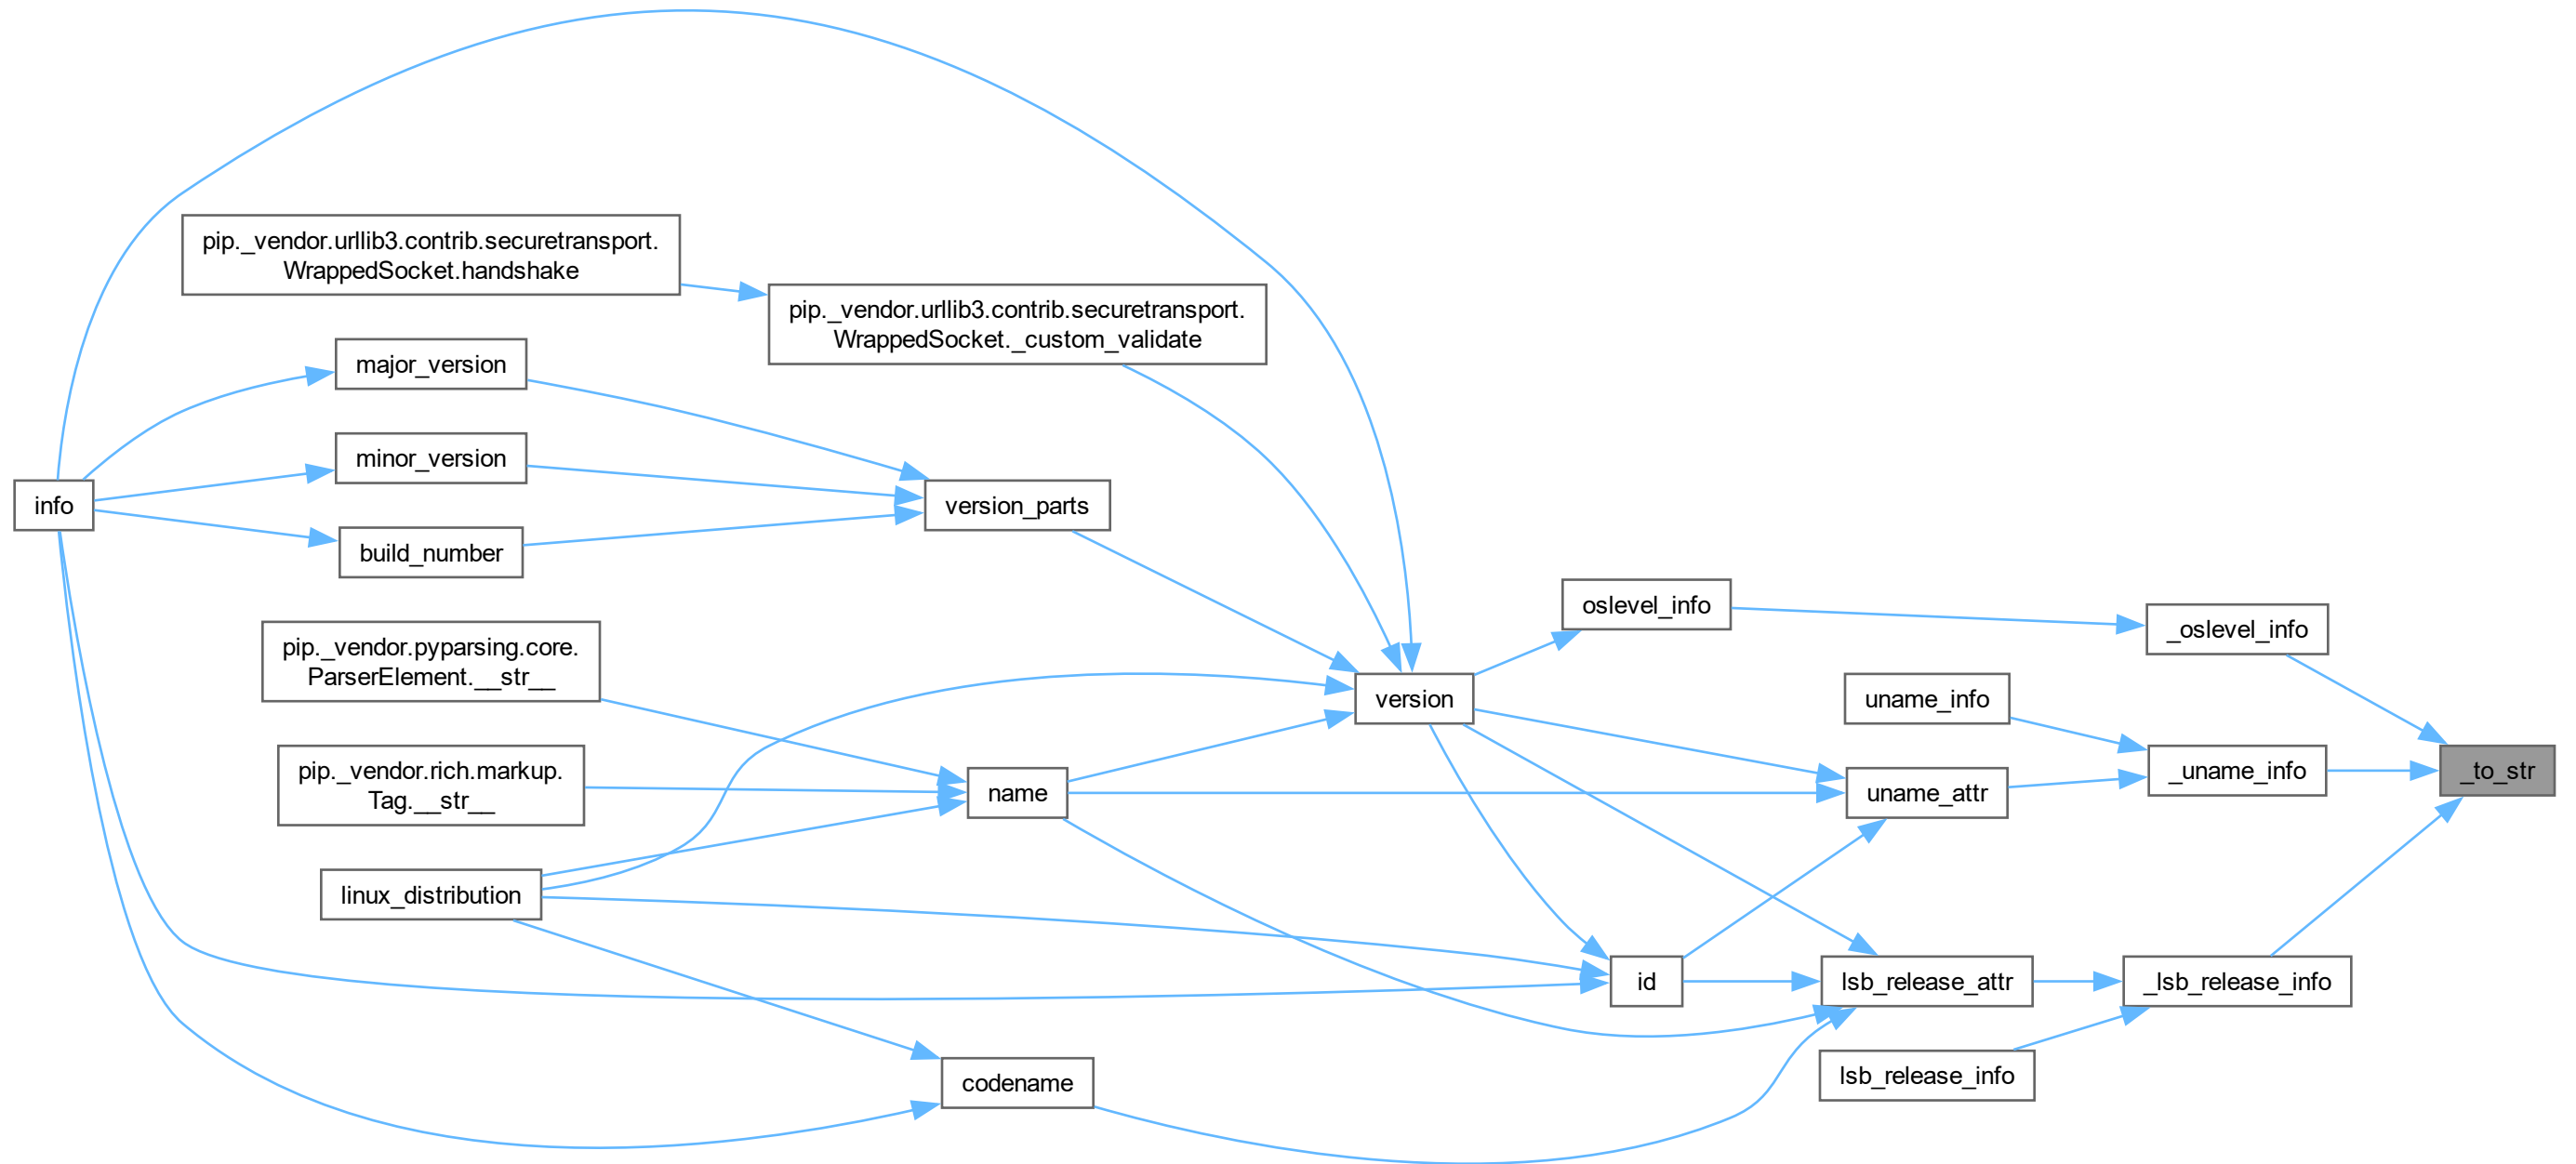 pip._vendor.urllib3.contrib.securetransport.
WrappedSocket.handshake
pip._vendor.urllib3.contrib.securetransport.
WrappedSocket._custom_validate
major_version
minor_version
info
version_parts
build_number
oslevel_info
_oslevel_info
pip._vendor.pyparsing.core.
ParserElement.__str__
version
uname_info
pip._vendor.rich.markup.
Tag.__str__
name
uname_attr
_uname_info
_to_str
linux_distribution
id
lsb_release_attr
_lsb_release_info
codename
lsb_release_info